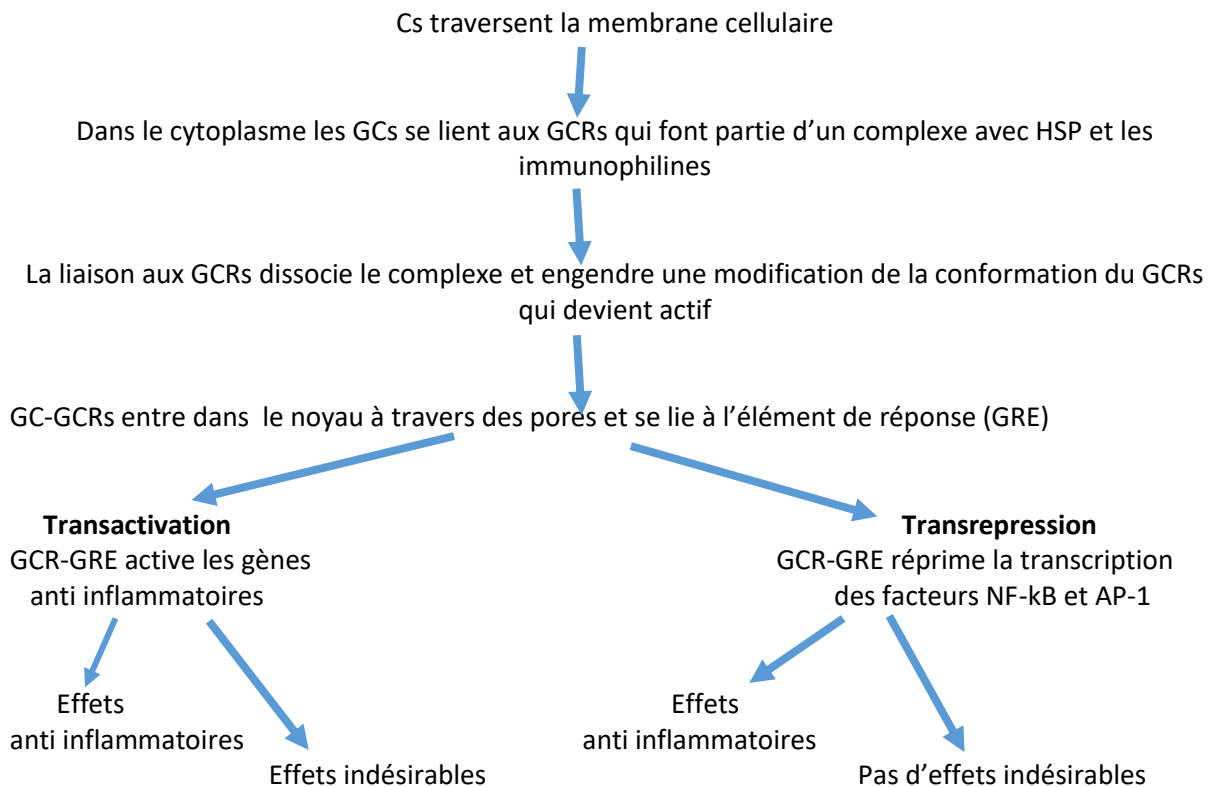 Cs traversent la membrane cellulaire
Dans le cytoplasme les GCs se lient aux GCRs qui font partie d’un complexe avec HSP et les
immunophilines
La liaison aux GCRs dissocie le complexe et engendre une modification de la conformation du GCRs
qui devient actif
GC-GCRs entre dans le noyau à travers des pores et se lie à l’élément de réponse (GRE)
Transactivation
GCR-GRE active les gènes
anti inflammatoires
Transrepression
GCR-GRE réprime la transcription
des facteurs NF-kB et AP-1
Effets
anti inflammatoires
Effets indésirables
Effets
anti inflammatoires
Pas d’effets indésirables